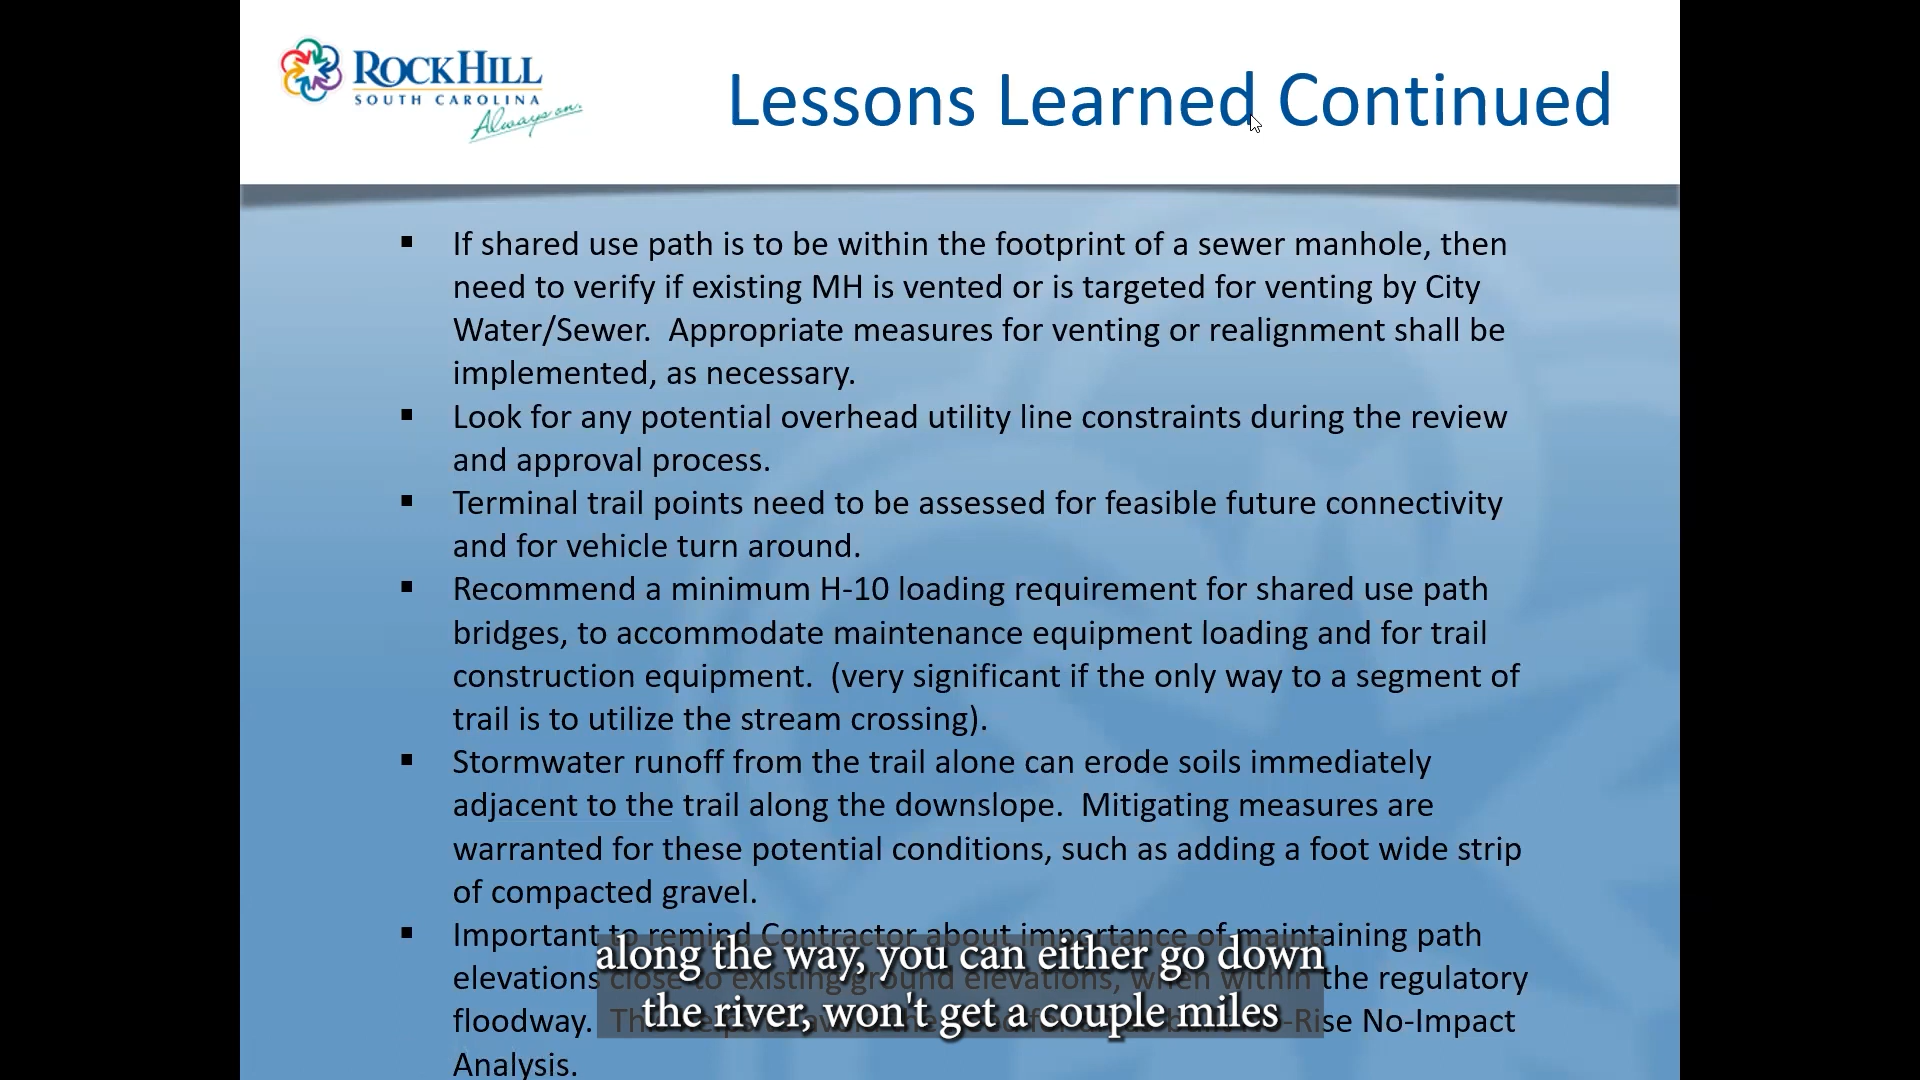 ROCK HILL
SOUTH CAROLINA
Always on.
Lessons Learned Continued
▪ If shared use path is to be within the footprint of a sewer manhole, then
need to verify if existing MH is vented or is targeted for venting by City
Water/Sewer.  Appropriate measures for venting or realignment shall be
implemented, as necessary.
▪ Look for any potential overhead utility line constraints during the review
and approval process.
▪ Terminal trail points need to be assessed for feasible future connectivity
and for vehicle turn around.
▪ Recommend a minimum H-10 loading requirement for shared use path
bridges, to accommodate maintenance equipment loading and for trail
construction equipment.  (very significant if the only way to a segment of
trail is to utilize the stream crossing).
▪ Stormwater runoff from the trail alone can erode soils immediately
adjacent to the trail along the downslope.  Mitigating measures are
warranted for these potential conditions, such as adding a foot wide strip
of compacted gravel.
▪ Important to remind Contractor about importance of maintaining path
elevations close to existing ground elevations, when within the regulatory
floodway. No-Rise No-Impact
Analysis.
along the way, you can either go down
the river, won't get a couple miles